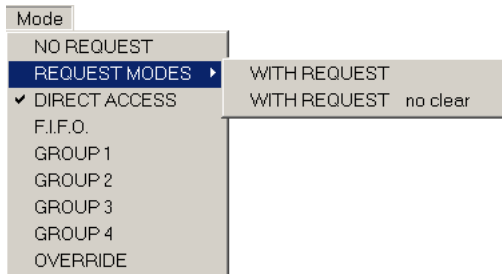 Mode
NO REQUEST
REQUEST MODES
WITH REQUEST
DIRECT ACCESS
WITH REQUEST no clear
F.I.F.O.
GROUP 1
GROUP 2
GROUP 3
GROUP 4
OVERRIDE